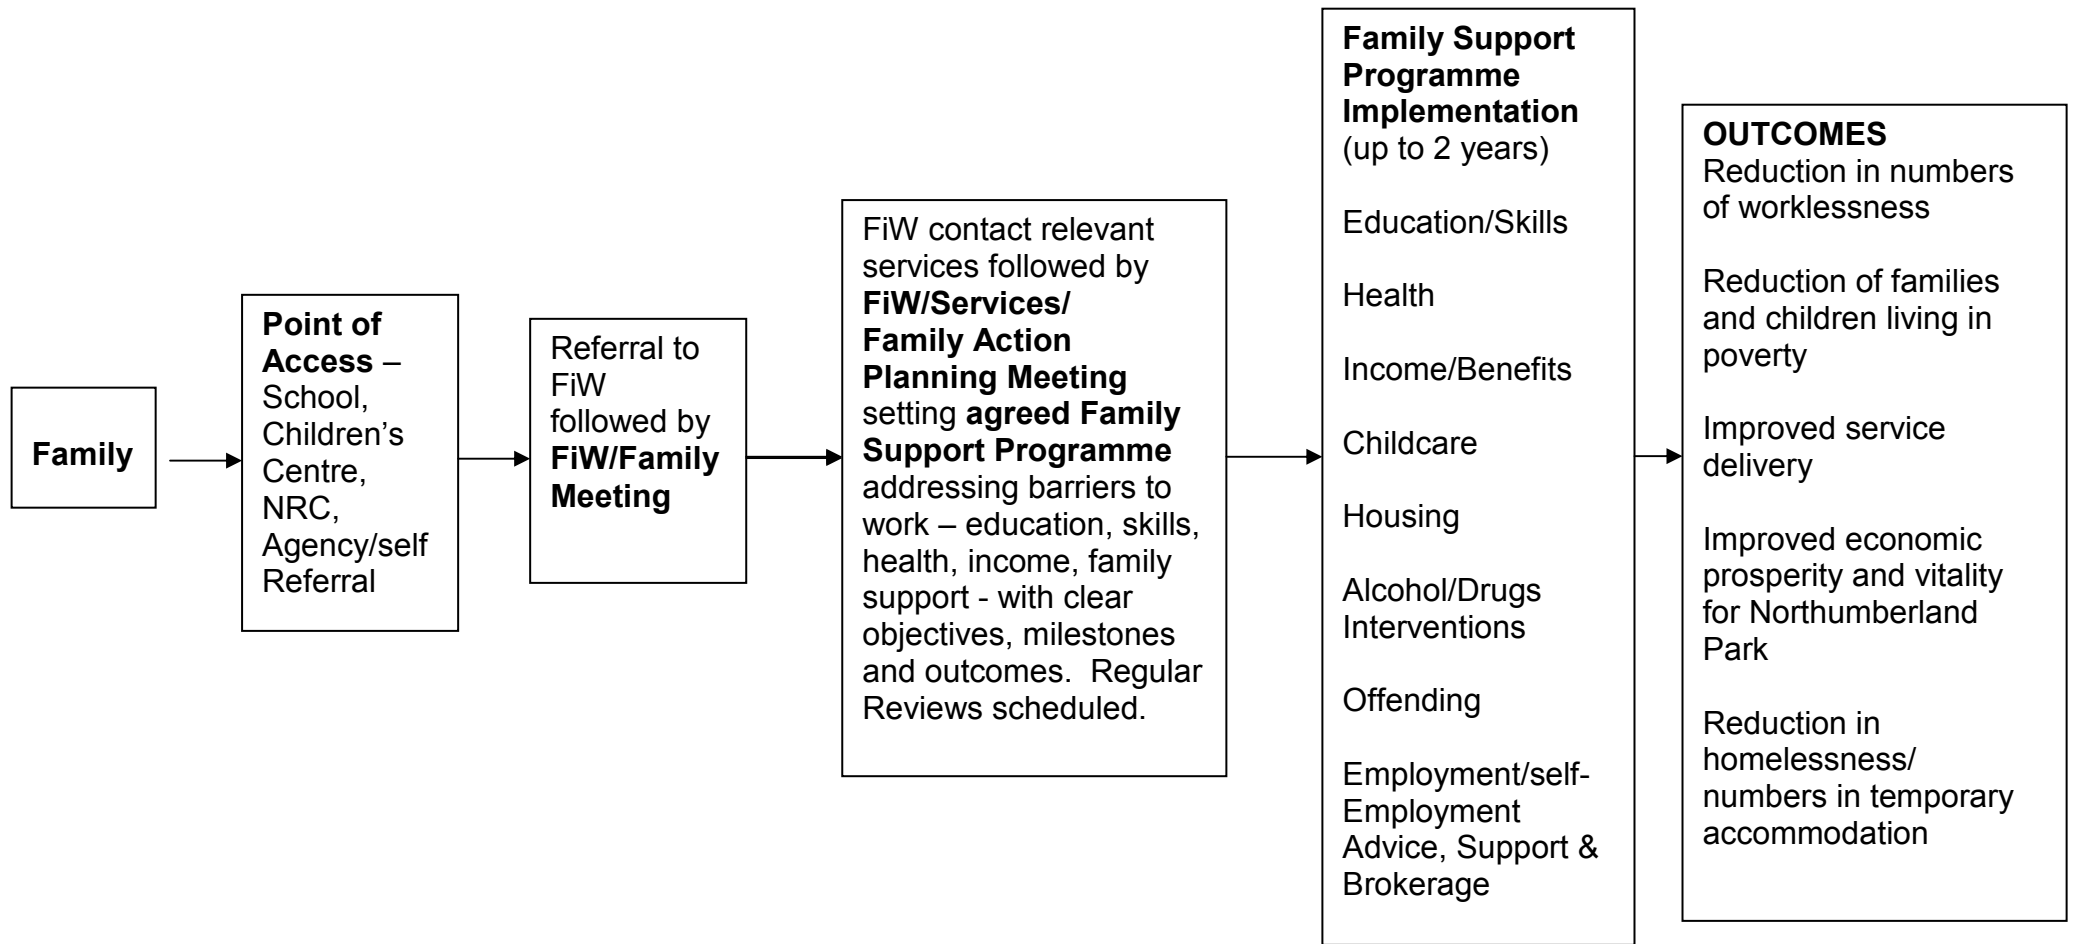 Family
Point of
Access –
School,
Children’s
Centre,
NRC,
Agency/self
Referral
Referral to
FiW
followed by
FiW/Family
Meeting
FiW contact relevant
services followed by
FiW/Services/
Family Action
Planning Meeting
setting agreed Family
Support Programme
addressing barriers to
work – education, skills,
health, income, family
support - with clear
objectives, milestones
and outcomes.  Regular
Reviews scheduled.
Family Support
Programme
Implementation
(up to 2 years)
Education/Skills
Health
Income/Benefits
Childcare
Housing
Alcohol/Drugs
Interventions
Offending
Employment/self-
Employment
Advice, Support &
Brokerage
OUTCOMES
Reduction in numbers
of worklessness
Reduction of families
and children living in
poverty
Improved service
delivery
Improved economic
prosperity and vitality
for Northumberland
Park
Reduction in
homelessness/
numbers in temporary
accommodation